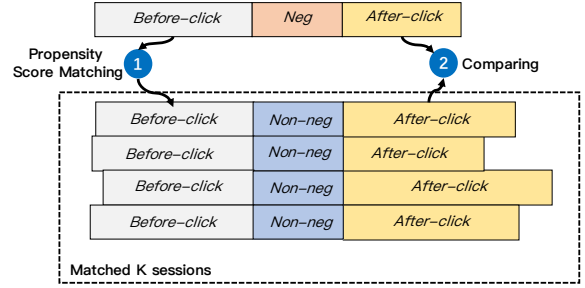 Before-click Neg After-click
Propensity
Score Matching
1
2
Comparing
Before-click Non-neg After-click
Before-click Non-neg After-click
Before-click Non-neg After-click
Before-click Non-neg After-click
Matched K sessions